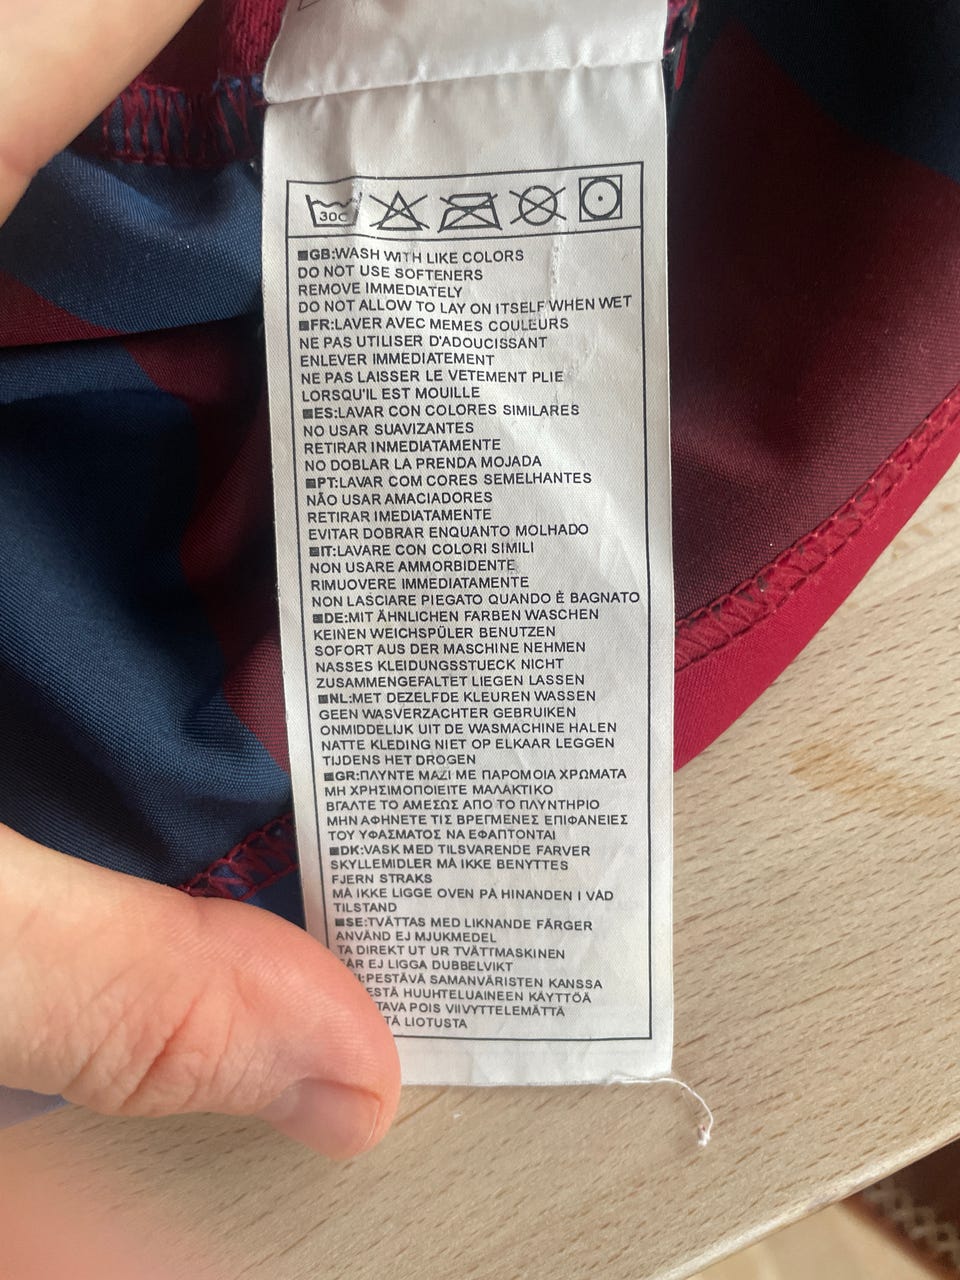 30C
GB:WASH WITH LIKE COLORS
DO NOT USE SOFTENERS
REMOVE IMMEDIATELY
DO NOT ALLOW TO LAY ON ITSELF WHEN WET
FR:LAVER AVEC MEMES COULEURS
NE PAS UTILISER D'ADOUCISSANT
ENLEVER IMMEDIATEMENT
NE PAS LAISSER LE VETEMENT PLIE
LORSQU'IL EST MOUILLE
ES:LAVAR CON COLORES SIMILARES
NO USAR SUAVIZANTES
RETIRAR INMEDIATAMENTE
NO DOBLAR LA PRENDA MOJADA
PT:LAVAR COM CORES SEMELHANTES
NÃO USAR AMACIADORES
RETIRAR IMEDIATAMENTE
EVITAR DOBRAR ENQUANTO MOLHADO
IT:LAVARE CON COLORI SIMILI
NON USARE AMMORBIDENTE
RIMUOVERE IMMEDIATAMENTE
NON LASCIARE PIEGATO QUANDO È BAGNATO
DE:MIT ÄHNLICHEN FARBEN WASCHEN
KEINEN WEICHSPÜLER BENUTZEN
SOFORT AUS DER MASCHINE NEHMEN
NASSES KLEIDUNGSSTUECK NICHT
ZUSAMMENGEFALTET LIEGEN LASSEN
NL:MET DEZELFDE KLEUREN WASSEN
GEEN WASVERZACHTER GEBRUIKEN
ONMIDDELIJK UIT DE WASMACHINE HALEN
NATTE KLEDING NIET OP ELKAAR LEGGEN
TIJDENS HET DROGEN
GR:ΠΛΥΝΤΕ ΜΑΖΙ ΜΕ ΠΑΡΟΜΟΙΑ ΧΡΩΜΑΤΑ
ΜΗ ΧΡΗΣΙΜΟΠΟΙΕΙΤΕ ΜΑΛΑΚΤΙΚΟ
ΒΓΑΛΤΕ ΤΟ ΑΜΕΣΩΣ ΑΠΟ ΤΟ ΠΛΥΝΤΗΡΙΟ
ΜΗΝ ΑΦΗΝΕΤΕ ΤΙΣ ΒΡΕΓΜΕΝΕΣ ΕΠΙΦΑΝΕΙΕΣ
ΤΟΥ ΥΦΑΣΜΑΤΟΣ ΝΑ ΕΦΑΠΤΟΝΤΑΙ
DK:VASK MED TILSVARENDE FARVER
SKYLLEMIDLER MÅ IKKE BENYTTES
FJERN STRAKS
MÅ IKKE LIGGE OVEN PÅ HINANDEN I VÅD
TILSTAND
SE:TVÄTTAS MED LIKNANDE FÄRGER
ANVÄND EJ MJUKMEDEL
TA DIREKT UT UR TVÄTTMASKINEN
EJ LIGGA DUBBELVIKT
PESTÄVÄ SAMANVÄRISTEN KANSSA
HUUHTELUAINEEN KÄYTTÖÄ
POIS VIIVYTTELEMÄTTÄ
LIOTUSTA